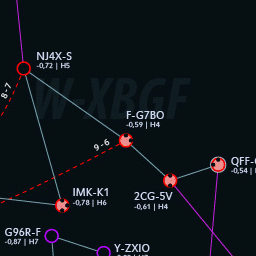 NJ4X-S
-0,72 | H5
8-7
W-XBGF
F-G7BO
-0,59 | H4
9-6
QFF-
-0,54 |
IMK-K1
-0,78 | H6
2CG-5V
-0,61 | H4
G96R-F
-0,87 | H7
Y-ZXIO